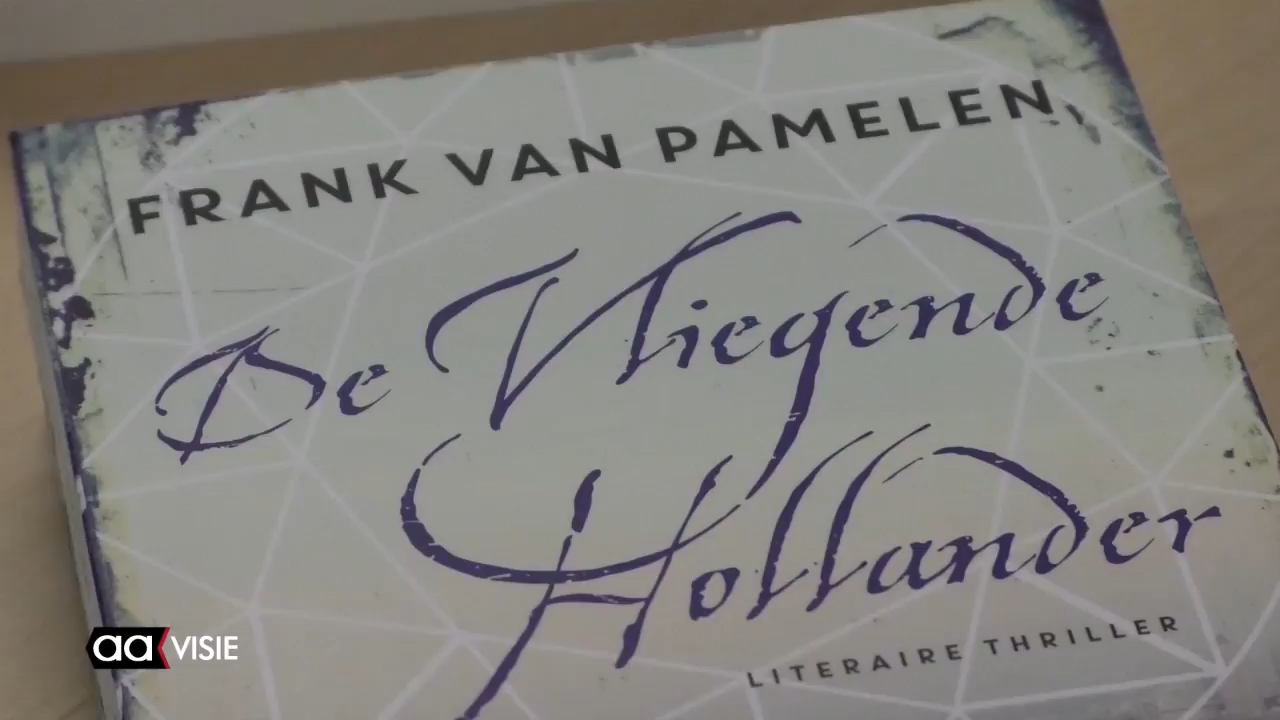 FRANK VAN PAMELEN
De Vliegende
Hollander
LITERAIRE THRILLER
aa VISIE